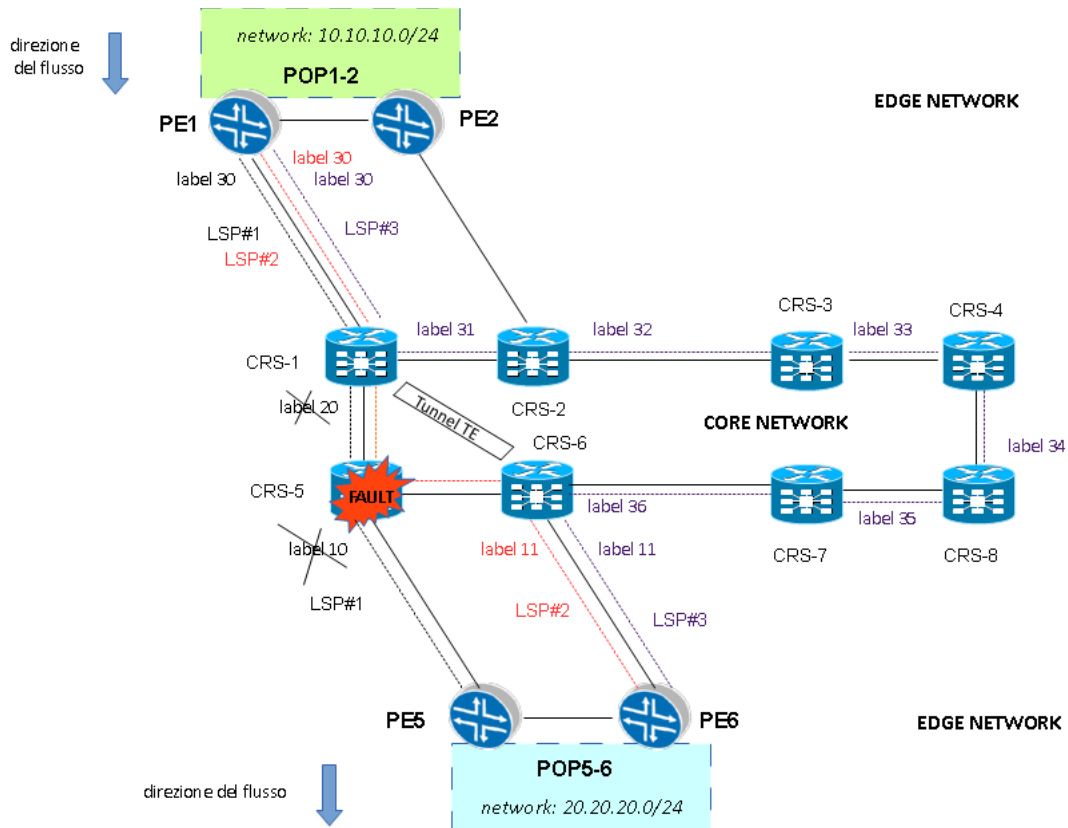 direzione
del flusso
network: 10.10.10.0/24
POP1-2
EDGE NETWORK
PE1
PE2
label 30
label 30
label 30
LSP#1
LSP#2
LSP#3
CRS-3
CRS-4
label 31
label 32
label 33
CRS-1
CRS-2
label 20
Tunnel TE
CORE NETWORK
CRS-6
label 34
CRS-5
FAULT
label 36
label 35
label 10
label 11
label 11
CRS-7
CRS-8
LSP#1
LSP#2
LSP#3
PE5
PE6
EDGE NETWORK
POP5-6
direzione del flusso
network: 20.20.20.0/24